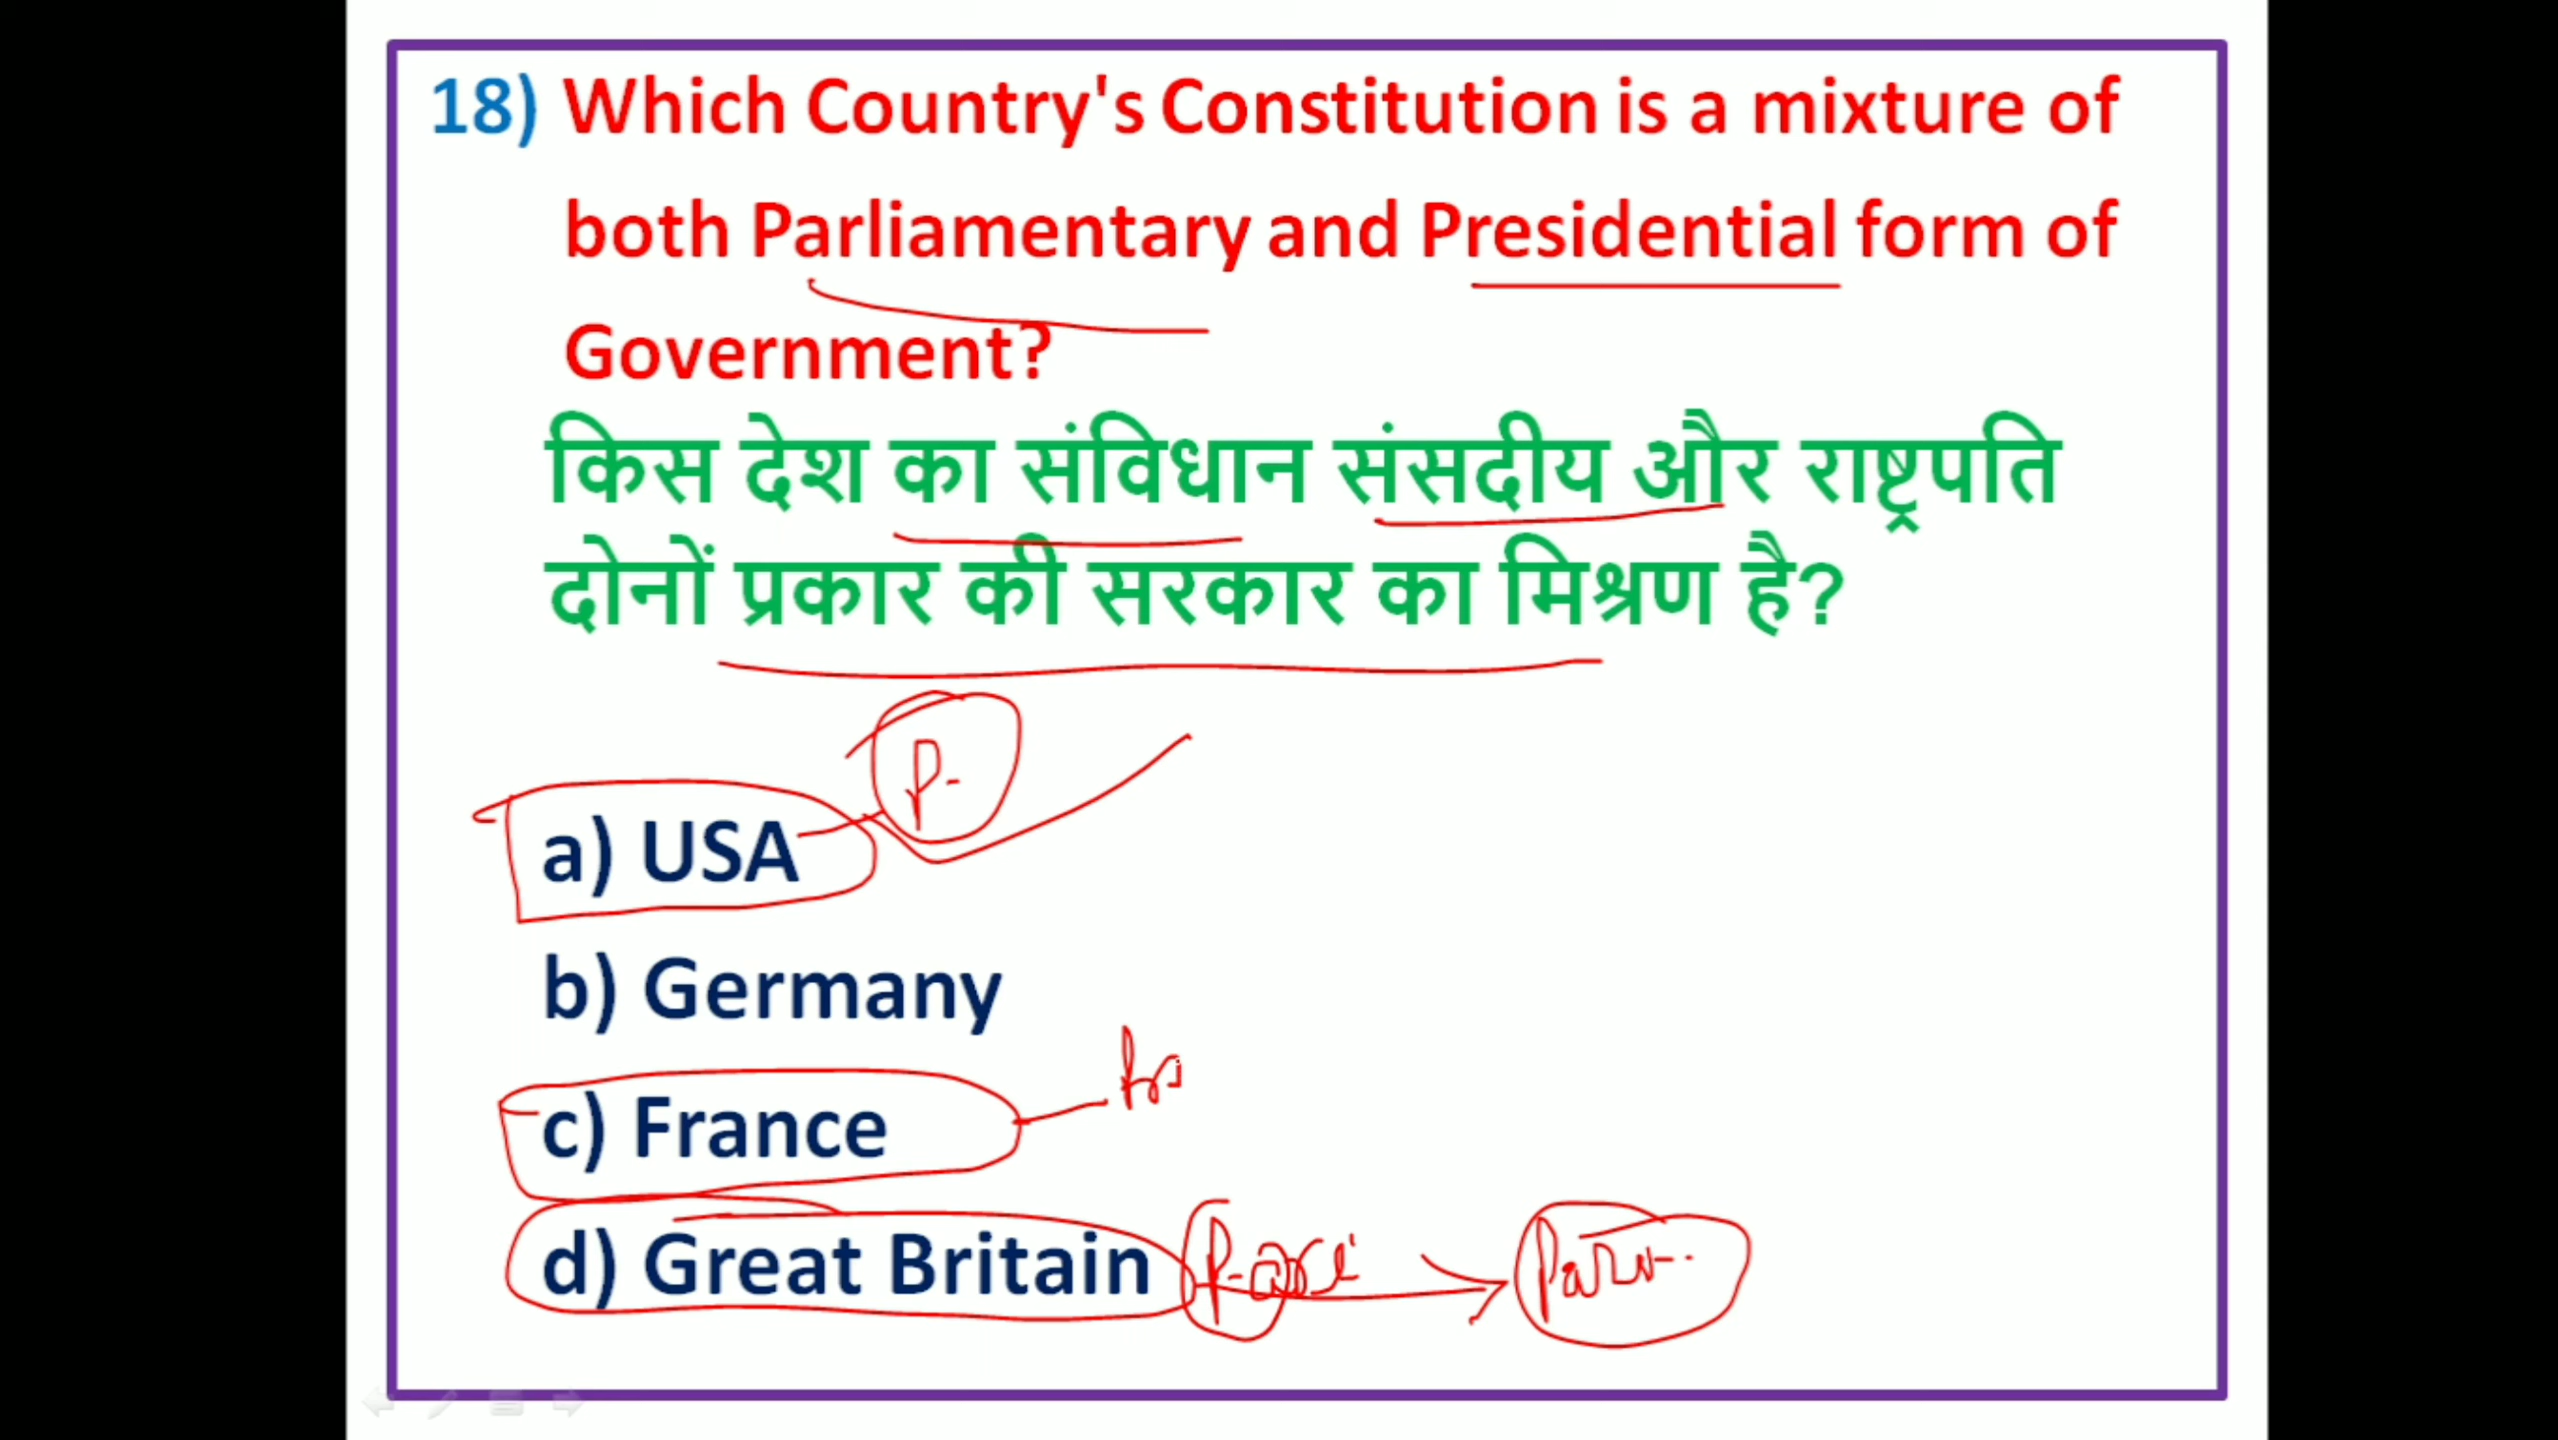 18) Which Country's Constitution is a mixture of
both Parliamentary and Presidential form of
Government?
किस देश का संविधान संसदीय और राष्ट्रपति
दोनों प्रकार की सरकार का मिश्रण है?
P-
a) USA
b) Germany
c) France
d) Great Britain